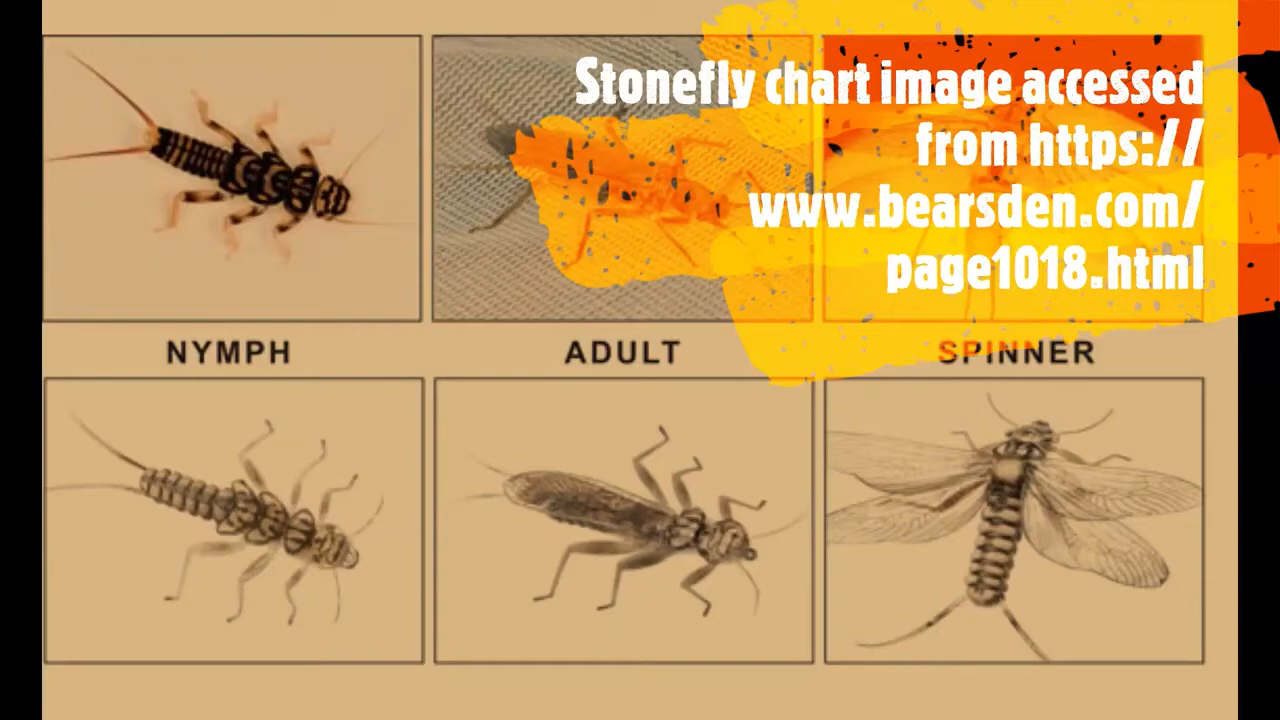 Stonefly chart image accessed
from https://
www.bearsden.com/
page1018.html
NYMPH
ADULT
SPINNER